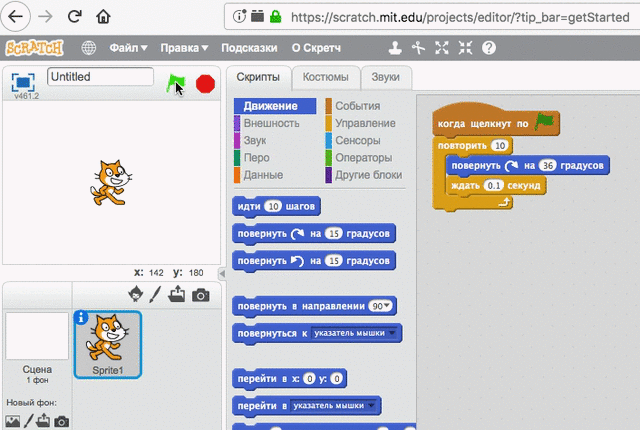 https://scratch.mit.edu/projects/editor/?tip_bar=getStarted
SCRATCH Файл Правка Подсказки О Скретч
Untitled
v461.2
Скрипты Костюмы Звуки
Движение События
Внешность Управление
Звук Сенсоры
Перо Операторы
Данные Другие блоки
идти 10 шагов
повернуть на 15 градусов
повернуть на 15 градусов
повернуть в направлении 90
повернуться к указатель мышки
перейти в x: 0 y: 0
перейти в указатель мышки
когда щелкнут по
повторить 10
повернуть на 36 градусов
ждать 0.1 секунд
x: 142 y: 180
Sprite1
Сцена
1 фон
Новый фон: